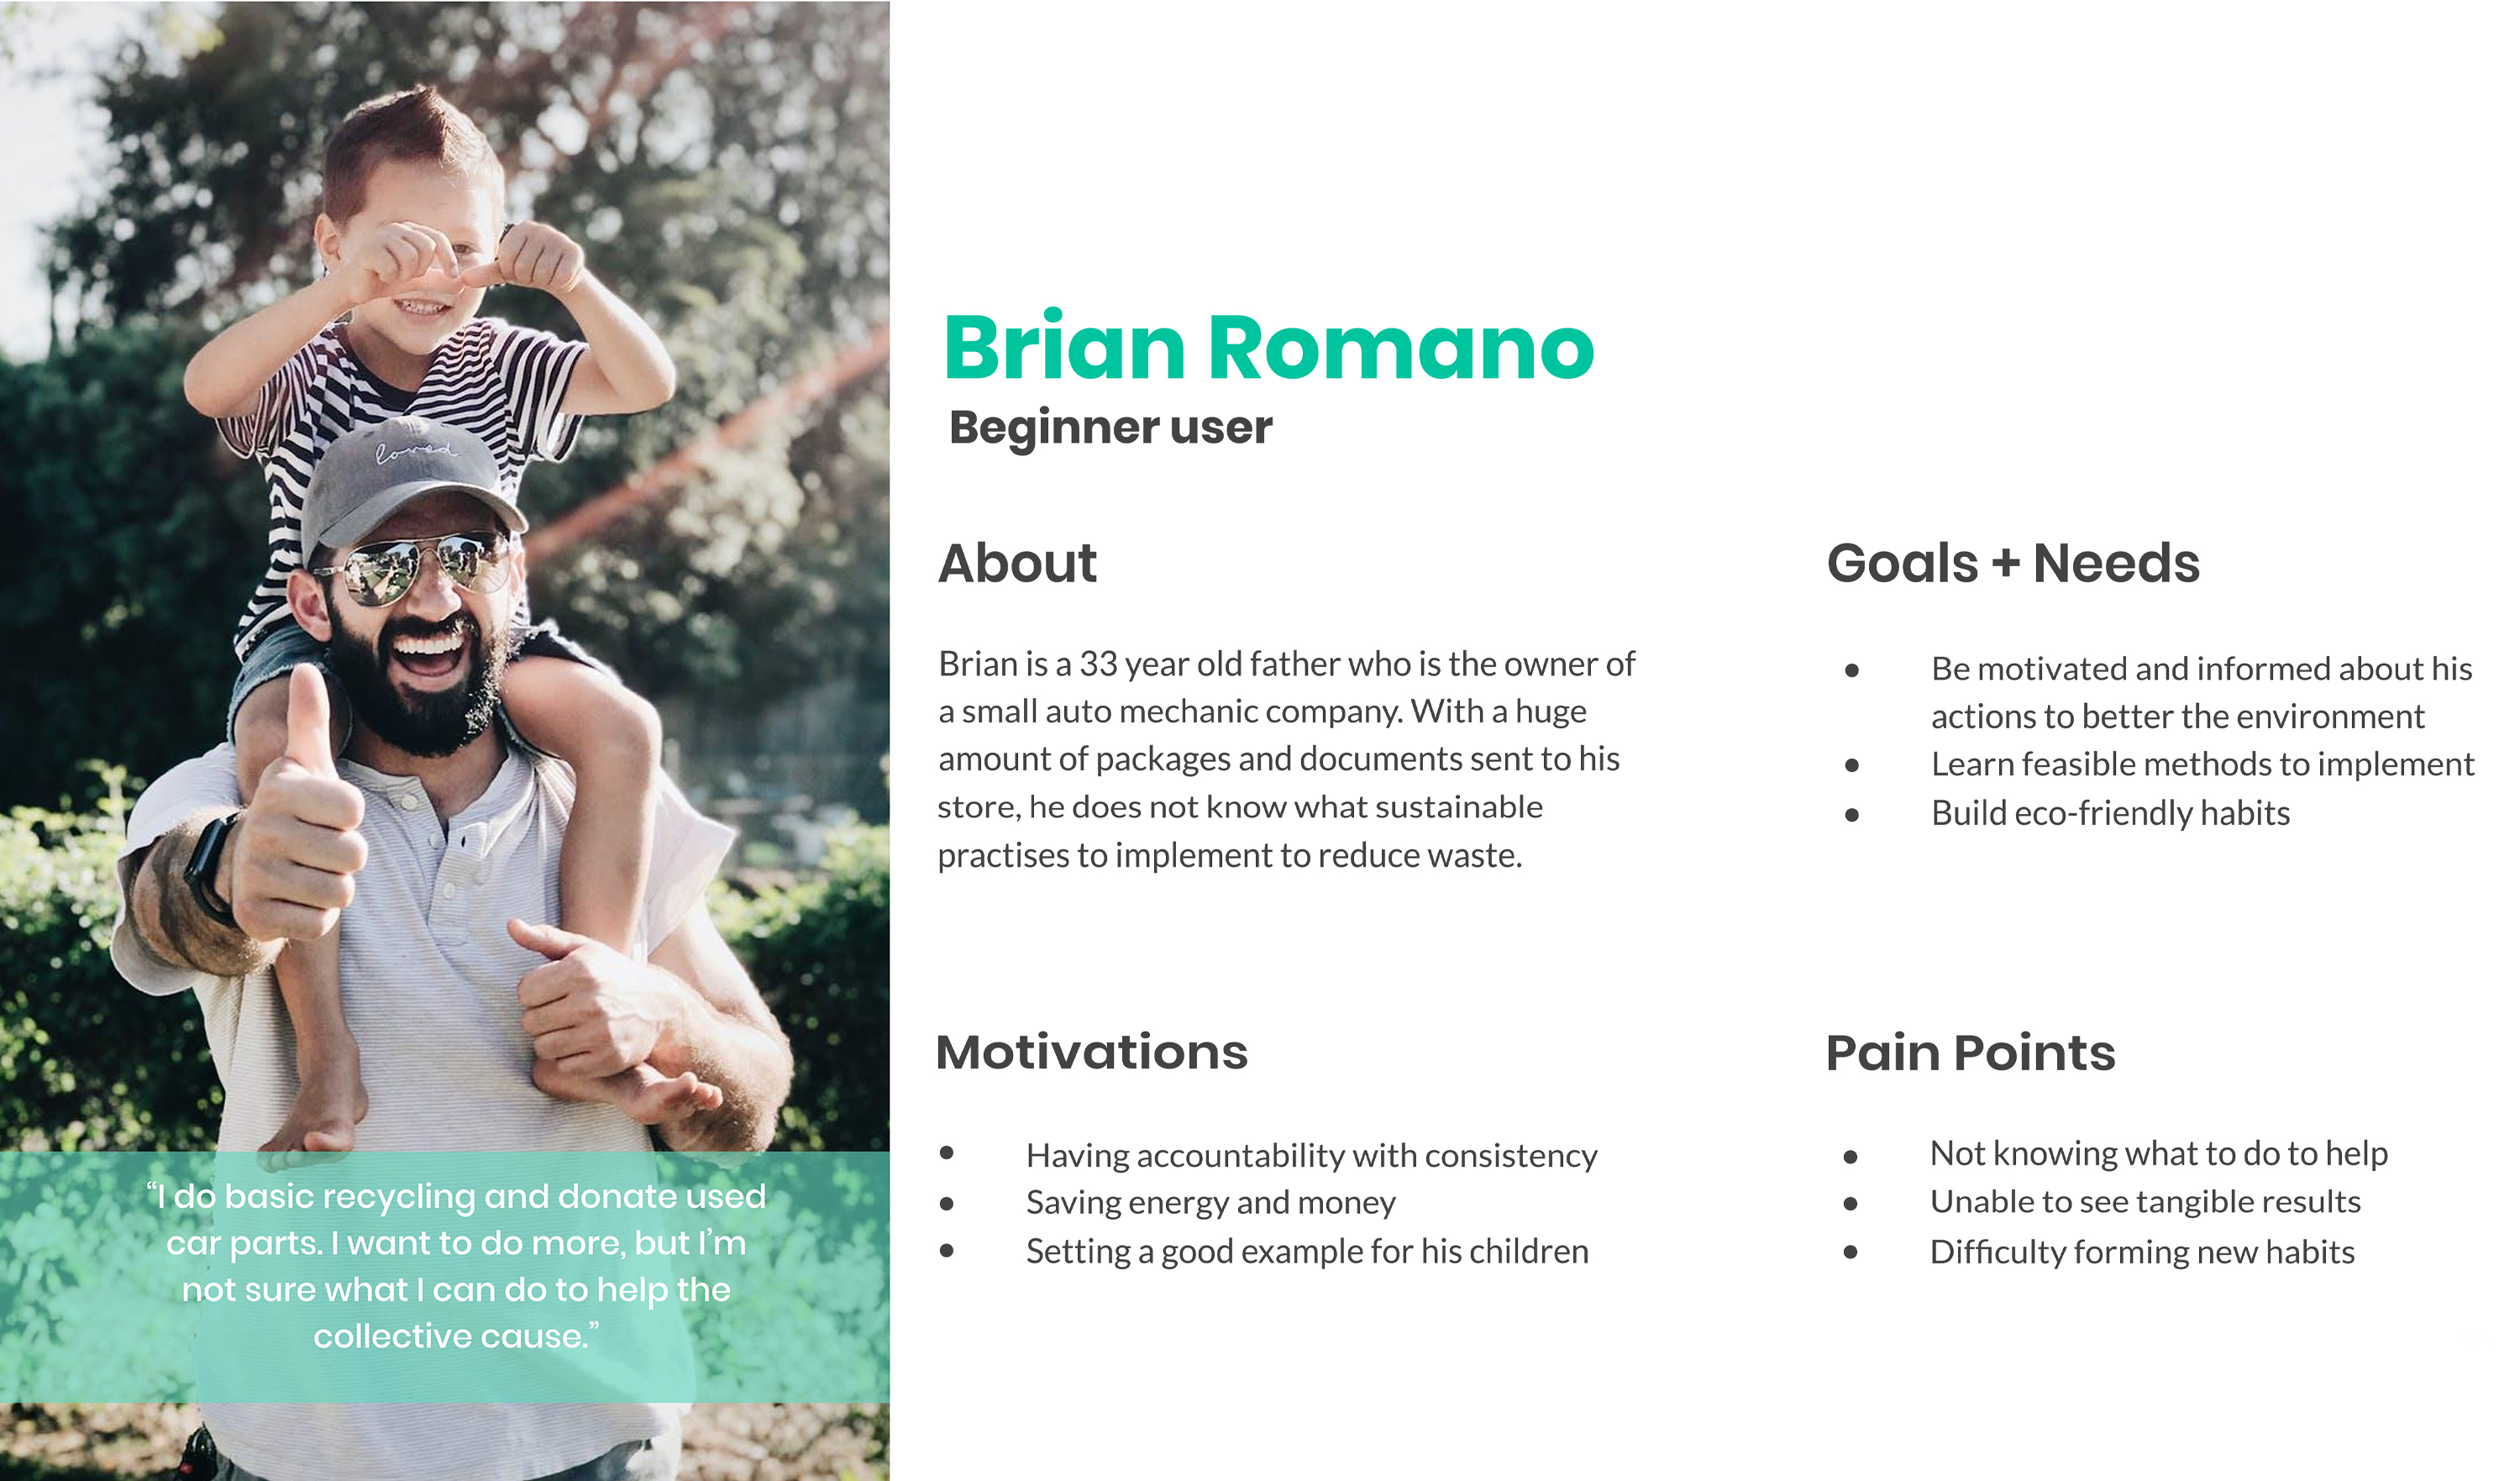 loved
"I do basic recycling and donate used
car parts. I want to do more, but I'm
not sure what I can do to help the
collective cause."
Brian Romano
Beginner user
About
Brian is a 33 year old father who is the owner of
a small auto mechanic company. With a huge
amount of packages and documents sent to his
store, he does not know what sustainable
practises to implement to reduce waste.
Goals + Needs
• Be motivated and informed about his
actions to better the environment
• Learn feasible methods to implement
• Build eco-friendly habits
Motivations
• Having accountability with consistency
• Saving energy and money
• Setting a good example for his children
Pain Points
• Not knowing what to do to help
• Unable to see tangible results
• Difficulty forming new habits